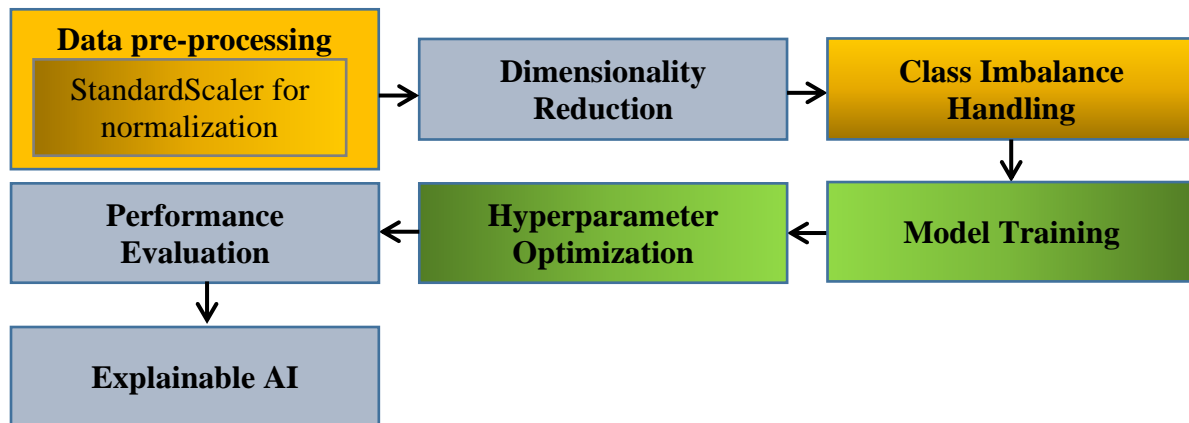 Data pre-processing
StandardScaler for
normalization
Dimensionality
Reduction
Class Imbalance
Handling
Model Training
Hyperparameter
Optimization
Performance
Evaluation
Explainable AI